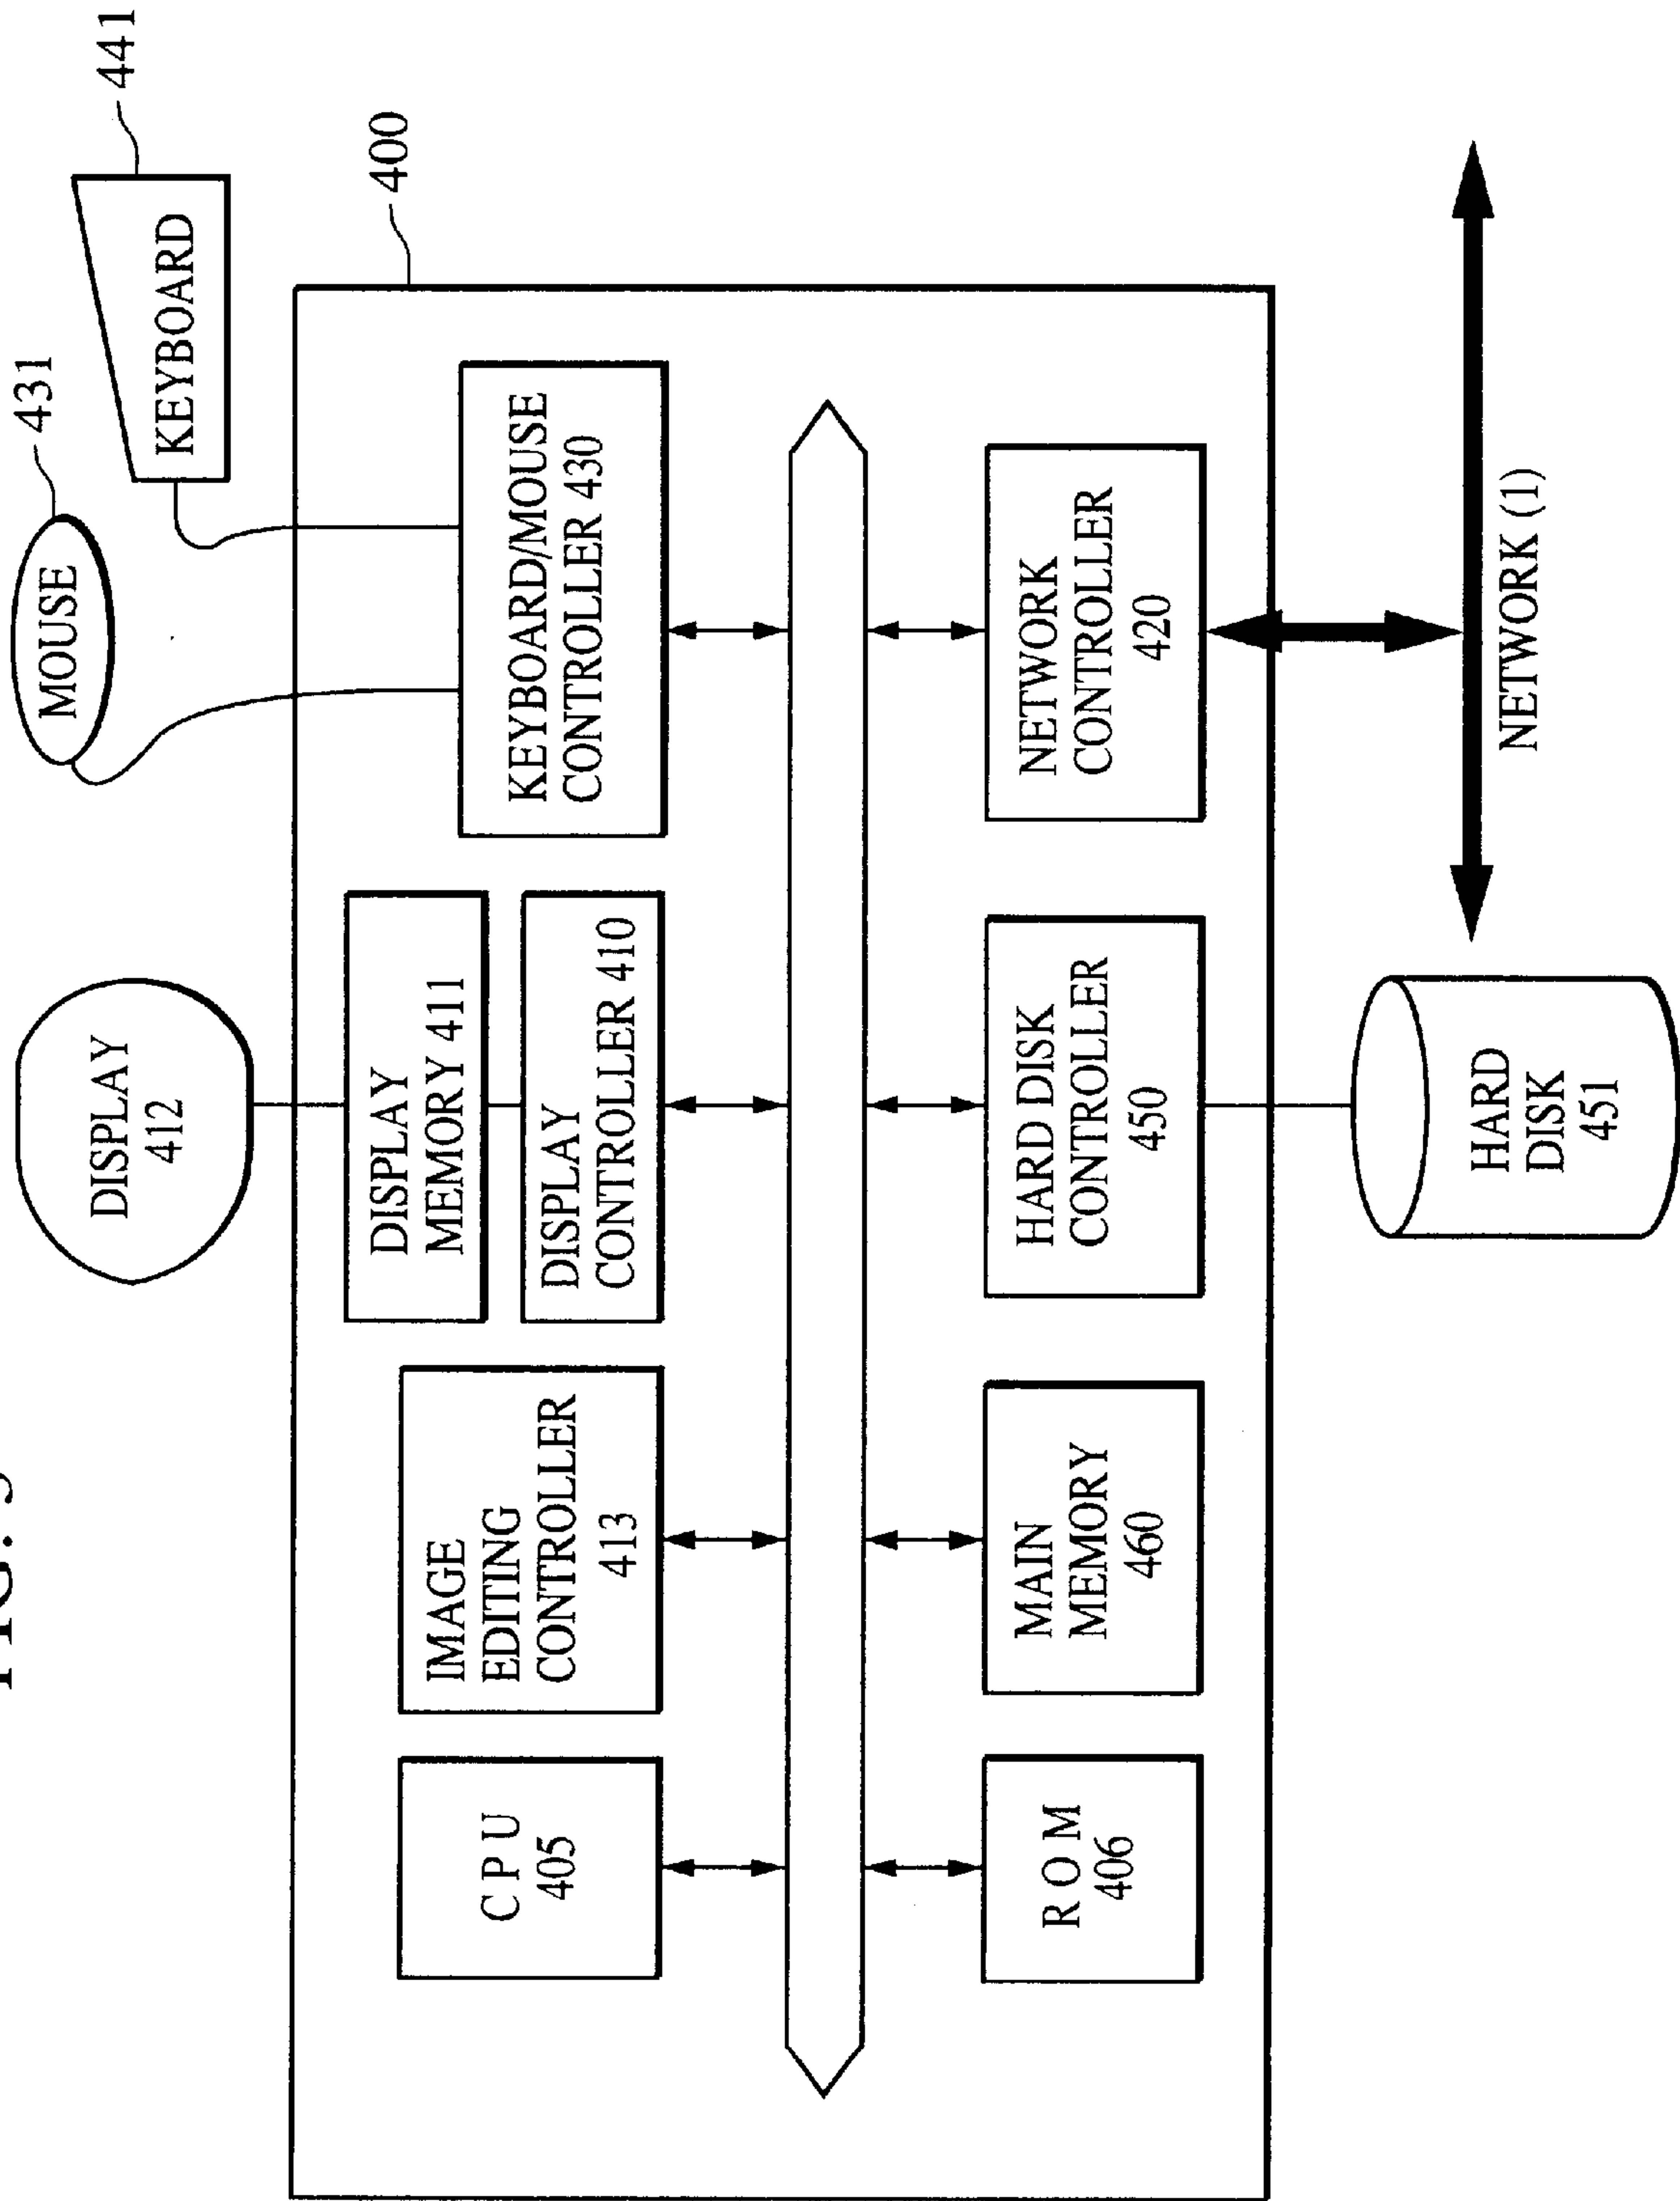 MOUSE
431
KEYBOARD
441
DISPLAY
412
400
CPU
405
IMAGE
EDITING
CONTROLLER
413
DISPLAY
MEMORY 411
DISPLAY
CONTROLLER 410
KEYBOARD/MOUSE
CONTROLLER 430
ROM
406
MAIN
MEMORY
460
HARD DISK
CONTROLLER
450
NETWORK
CONTROLLER
420
HARD
DISK
451
NETWORK (1)